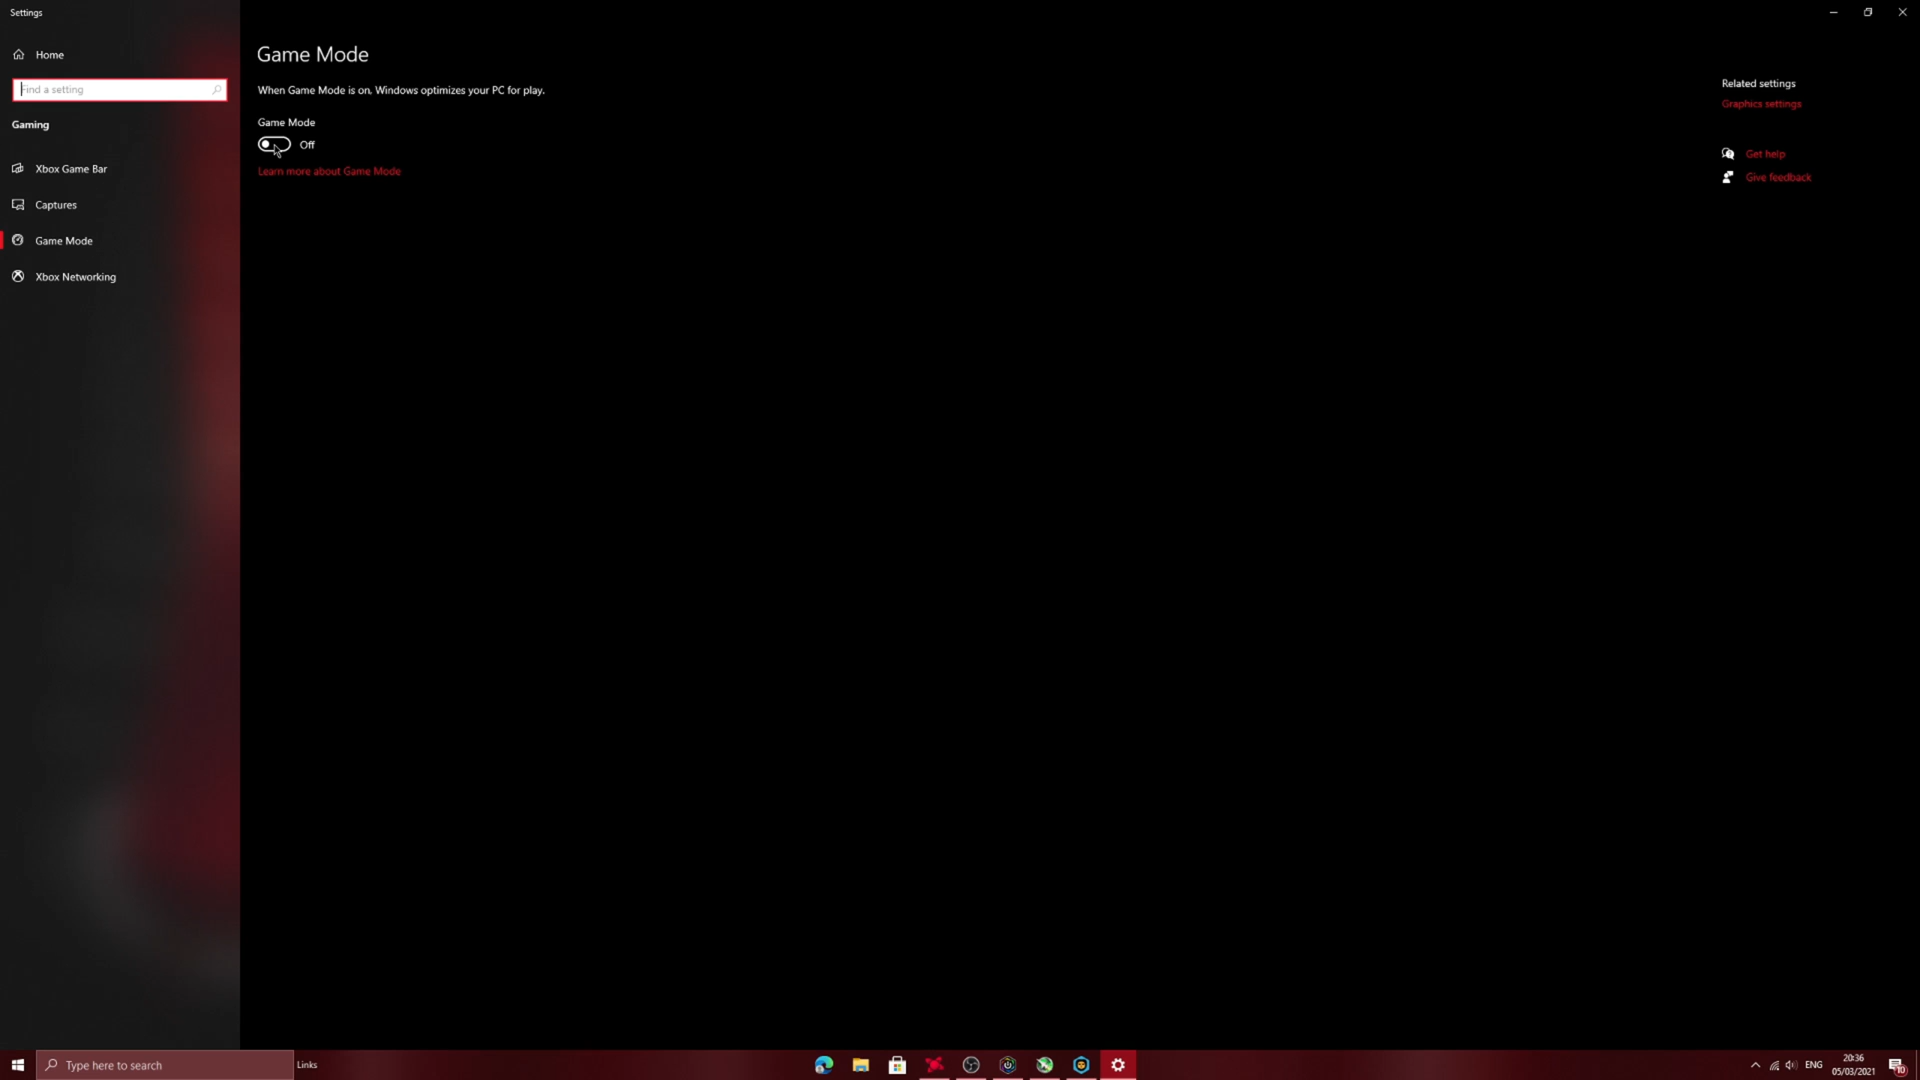 Settings
Home
Find a setting
Gaming
Xbox Game Bar
Captures
Game Mode
Xbox Networking
Game Mode
When Game Mode is on, Windows optimizes your PC for play.
Game Mode
Off
Learn more about Game Mode
Related settings
Graphics settings
Get help
Give feedback
Type here to search
Links
ENG
20:36
05/03/2021
10